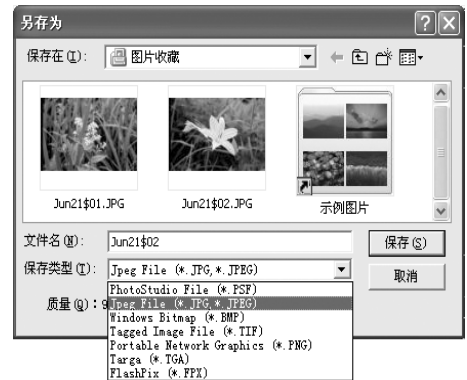 另存为
保存在(I): 图片收藏
Jun21$01.JPG Jun21$02.JPG 示例图片
文件名(N): Jun21$02 保存(S)
保存类型(T): Jpeg File (*.JPG,*.JPEG) 取消
PhotoStudio File (*.PSF)
质量(Q):9 Jpeg File (*.JPG,*.JPEG)
Windows Bitmap (*.BMP)
Tagged Image File (*.TIF)
Portable Network Graphics (*.PNG)
Targa (*.TGA)
FlashPix (*.FPX)